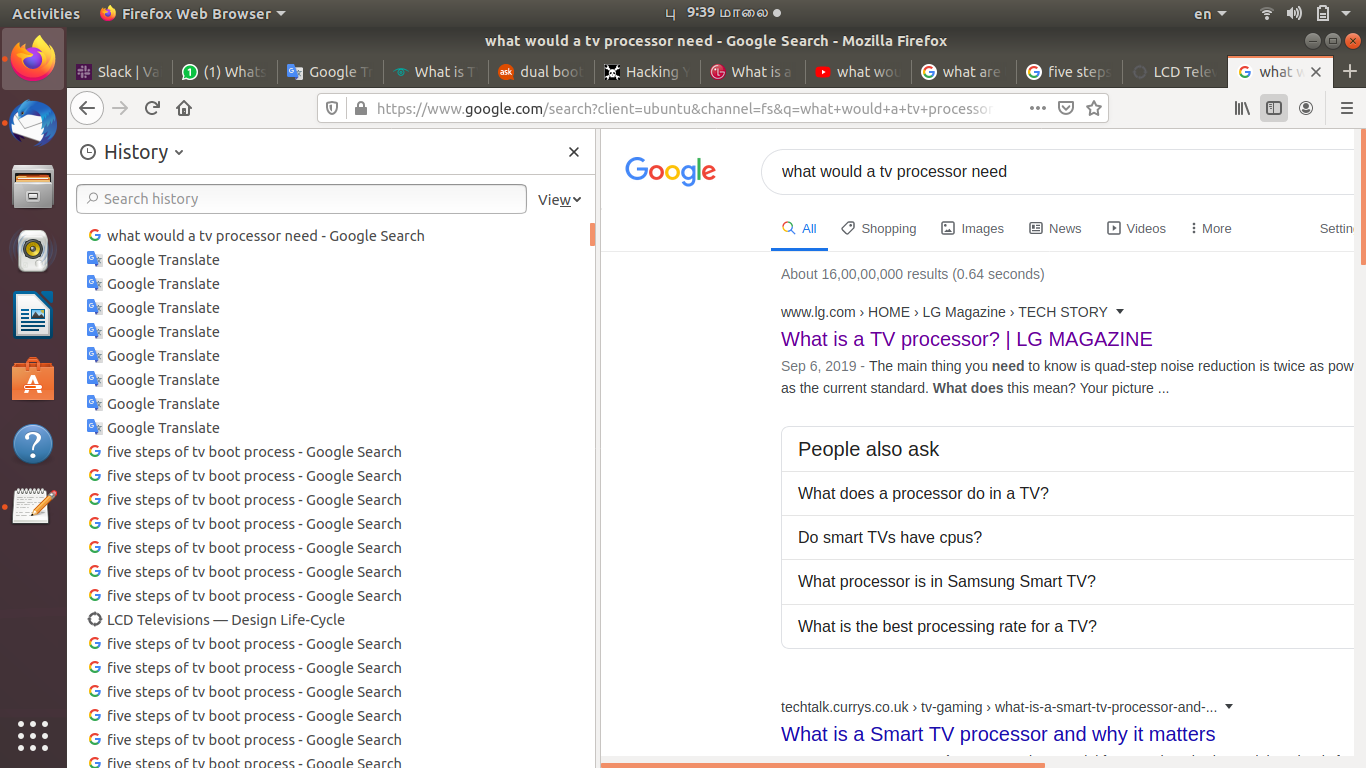 Activities Firefox Web Browser பு 9:39 மாலை en
what would a tv processor need - Google Search - Mozilla Firefox
Slack | Va (1) Whats Google Tr What is T dual boo Hacking Y What is a what wou what are five steps LCD Telev what w
https://www.google.com/search?client=ubuntu&channel=fs&q=what+would+a+tv+processor
History
Search history View
what would a tv processor need - Google Search
Google Translate
Google Translate
Google Translate
Google Translate
Google Translate
Google Translate
Google Translate
Google Translate
five steps of tv boot process - Google Search
five steps of tv boot process - Google Search
five steps of tv boot process - Google Search
five steps of tv boot process - Google Search
five steps of tv boot process - Google Search
five steps of tv boot process - Google Search
five steps of tv boot process - Google Search
LCD Televisions — Design Life-Cycle
five steps of tv boot process - Google Search
five steps of tv boot process - Google Search
five steps of tv boot process - Google Search
five steps of tv boot process - Google Search
five steps of tv boot process - Google Search
five steps of tv boot process - Google Search
Google what would a tv processor need
All Shopping Images News Videos More Settin
About 16,00,00,000 results (0.64 seconds)
www.lg.com › HOME › LG Magazine › TECH STORY
What is a TV processor? | LG MAGAZINE
Sep 6, 2019 - The main thing you need to know is quad-step noise reduction is twice as pow
as the current standard. What does this mean? Your picture ...
People also ask
What does a processor do in a TV?
Do smart TVs have cpus?
What processor is in Samsung Smart TV?
What is the best processing rate for a TV?
techtalk.currys.co.uk › tv-gaming › what-is-a-smart-tv-processor-and-...
What is a Smart TV processor and why it matters